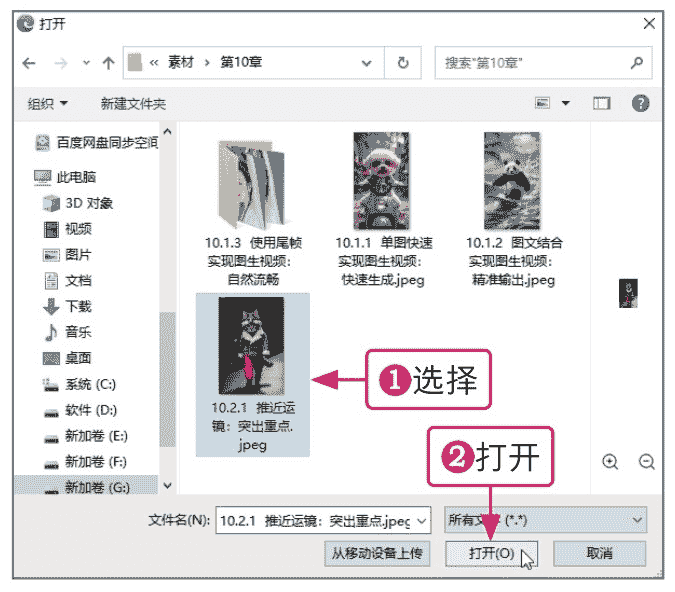 打开
« 素材 › 第10章
搜索"第10章"
组织
新建文件夹
百度网盘同步空间
此电脑
3D 对象
视频
图片
文档
下载
音乐
桌面
系统 (C:)
软件 (D:)
新加卷 (E:)
新加卷 (F:)
新加卷 (G:)
10.1.3 使用尾帧
实现图生视频:
自然流畅
10.1.1 单图快速
实现图生视频:
快速生成.jpeg
10.1.2 图文结合
实现图生视频:
精准输出.jpeg
10.2.1 推近运
镜: 突出重点.
jpeg
❶选择
❷打开
文件名(N):
10.2.1 推近运镜: 突出重点.jpeg
所有文 (*.*)
从移动设备上传
打开(O)
取消